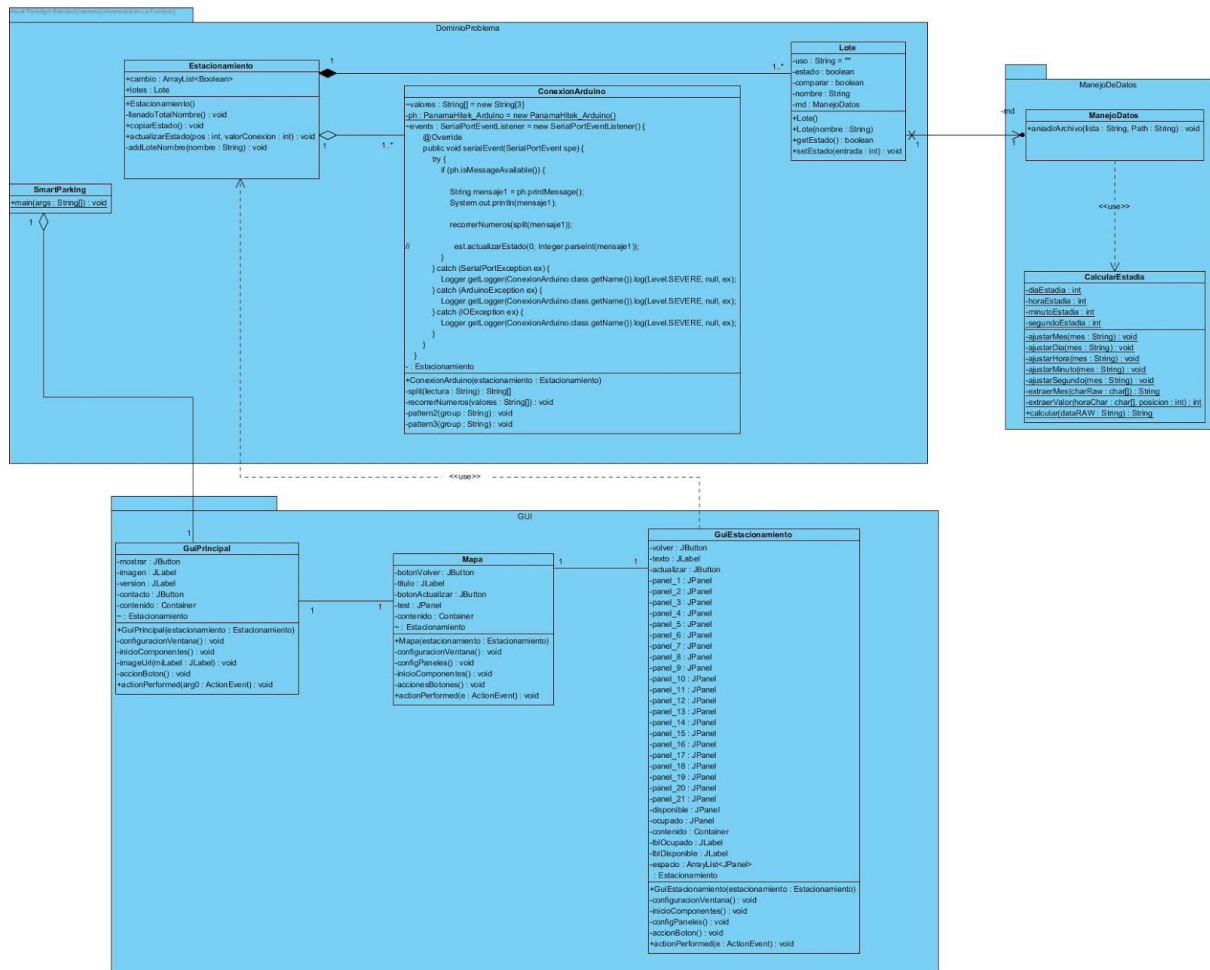 Visual Paradigm Standard(mariano(Universidad de La Frontera))
DominioProblema
Estacionamiento
+cambio : ArrayList<Boolean>
+lotes : Lote
+Estacionamiento()
-llenadoTotalNombre() : void
+copiarEstado() : void
+actualizarEstado(pos : int, valorConexion : int) : void
-addLoteNombre(nombre : String) : void
1
1..*
1
1..*
ConexionArduino
~valores : String[] = new String[3]
-ph : PanamaHitek_Arduino = new PanamaHitek_Arduino()
~events : SerialPortEventListener = new SerialPortEventListener() {
@Override
public void serialEvent(SerialPortEvent spe) {
try {
if (ph.isMessageAvailable()) {
String mensaje1 = ph.printMessage();
System.out.println(mensaje1);
recorrerNumeros(split(mensaje1));
// est.actualizarEstado(0, Integer.parseInt(mensaje1));
}
} catch (SerialPortException ex) {
Logger.getLogger(ConexionArduino.class.getName()).log(Level.SEVERE, null, ex);
} catch (ArduinoException ex) {
Logger.getLogger(ConexionArduino.class.getName()).log(Level.SEVERE, null, ex);
} catch (IOException ex) {
Logger.getLogger(ConexionArduino.class.getName()).log(Level.SEVERE, null, ex);
}
}
}
- : Estacionamiento
+ConexionArduino(estacionamiento : Estacionamiento)
-split(lectura : String) : String[]
-recorrerNumeros(valores : String[]) : void
-pattern2(group : String) : void
-pattern3(group : String) : void
Lote
-uso : String = ""
-estado : boolean
-comparar : boolean
-nombre : String
-md : ManejoDatos
+Lote()
+Lote(nombre : String)
+getEstado() : boolean
+setEstado(entrada : int) : void
1
-md
1
ManejoDeDatos
ManejoDatos
+aniadirArchivo(lista : String, Path : String) : void
<<use>>
CalcularEstadia
-diaEstadia : int
-horaEstadia : int
-minutoEstadia : int
-segundoEstadia : int
-ajustarMes(mes : String) : void
-ajustarDia(mes : String) : void
-ajustarHora(mes : String) : void
-ajustarMinuto(mes : String) : void
-ajustarSegundo(mes : String) : void
-extraerMes(charRaw : char[]) : String
-extraerValor(horaChar : char[], posicion : int) : int
+calcular(dataRAW : String) : String
SmartParking
+main(args : String[]) : void
1
<<use>>
GUI
1
GuiPrincipal
-mostrar : JButton
-imagen : JLabel
-version : JLabel
-contacto : JButton
-contenido : Container
~ : Estacionamiento
+GuiPrincipal(estacionamiento : Estacionamiento)
-configuracionVentana() : void
-inicioComponentes() : void
-imageUrl(miLabel : JLabel) : void
-accionBoton() : void
+actionPerformed(arg0 : ActionEvent) : void
1
1
Mapa
-botonVolver : JButton
-titulo : JLabel
-botonActualizar : JButton
-test : JPanel
-contenido : Container
~ : Estacionamiento
+Mapa(estacionamiento : Estacionamiento)
-configuracionVentana() : void
-configPaneles() : void
-inicioComponentes() : void
-accionesBotones() : void
+actionPerformed(e : ActionEvent) : void
1
1
GuiEstacionamiento
-volver : JButton
-texto : JLabel
-actualizar : JButton
-panel_1 : JPanel
-panel_2 : JPanel
-panel_3 : JPanel
-panel_4 : JPanel
-panel_5 : JPanel
-panel_6 : JPanel
-panel_7 : JPanel
-panel_8 : JPanel
-panel_9 : JPanel
-panel_10 : JPanel
-panel_11 : JPanel
-panel_12 : JPanel
-panel_13 : JPanel
-panel_14 : JPanel
-panel_15 : JPanel
-panel_16 : JPanel
-panel_17 : JPanel
-panel_18 : JPanel
-panel_19 : JPanel
-panel_20 : JPanel
-panel_21 : JPanel
-disponible : JPanel
-ocupado : JPanel
-contenido : Container
-lblOcupado : JLabel
-lblDisponible : JLabel
-espacio : ArrayList<JPanel>
: Estacionamiento
+GuiEstacionamiento(estacionamiento : Estacionamiento)
-configuracionVentana() : void
-inicioComponentes() : void
-configPaneles() : void
-accionBoton() : void
+actionPerformed(e : ActionEvent) : void